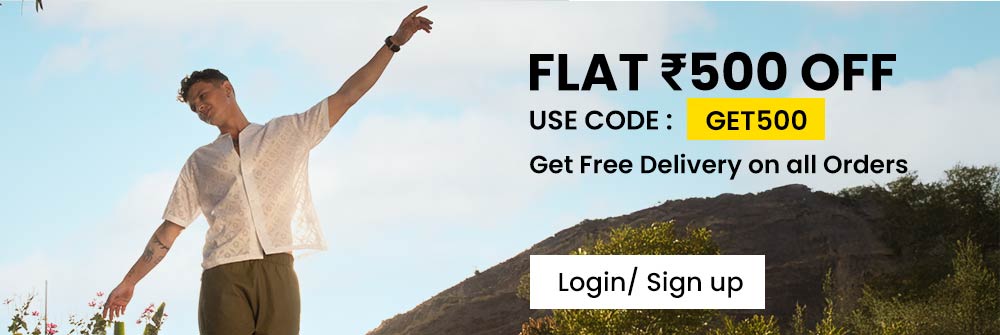 FLAT ₹500 OFF
USE CODE : GET500
Get Free Delivery on all Orders
Login/ Sign up